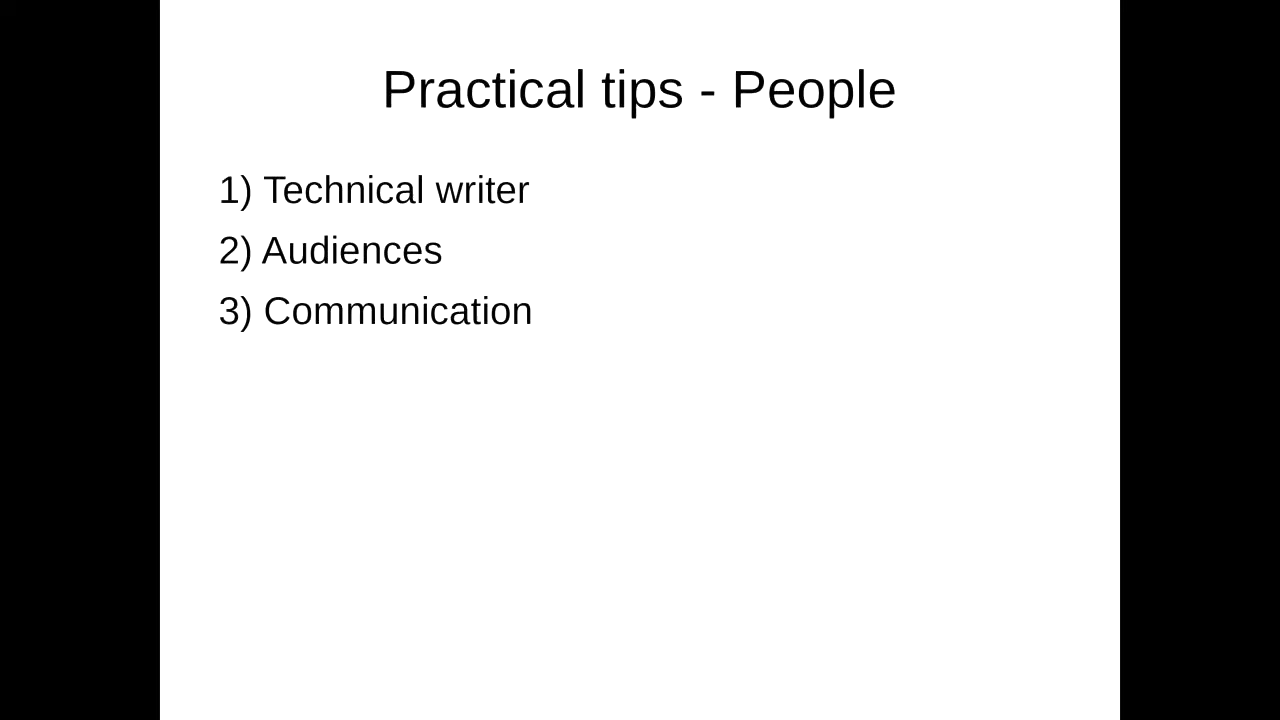 Practical tips - People
1) Technical writer
2) Audiences
3) Communication